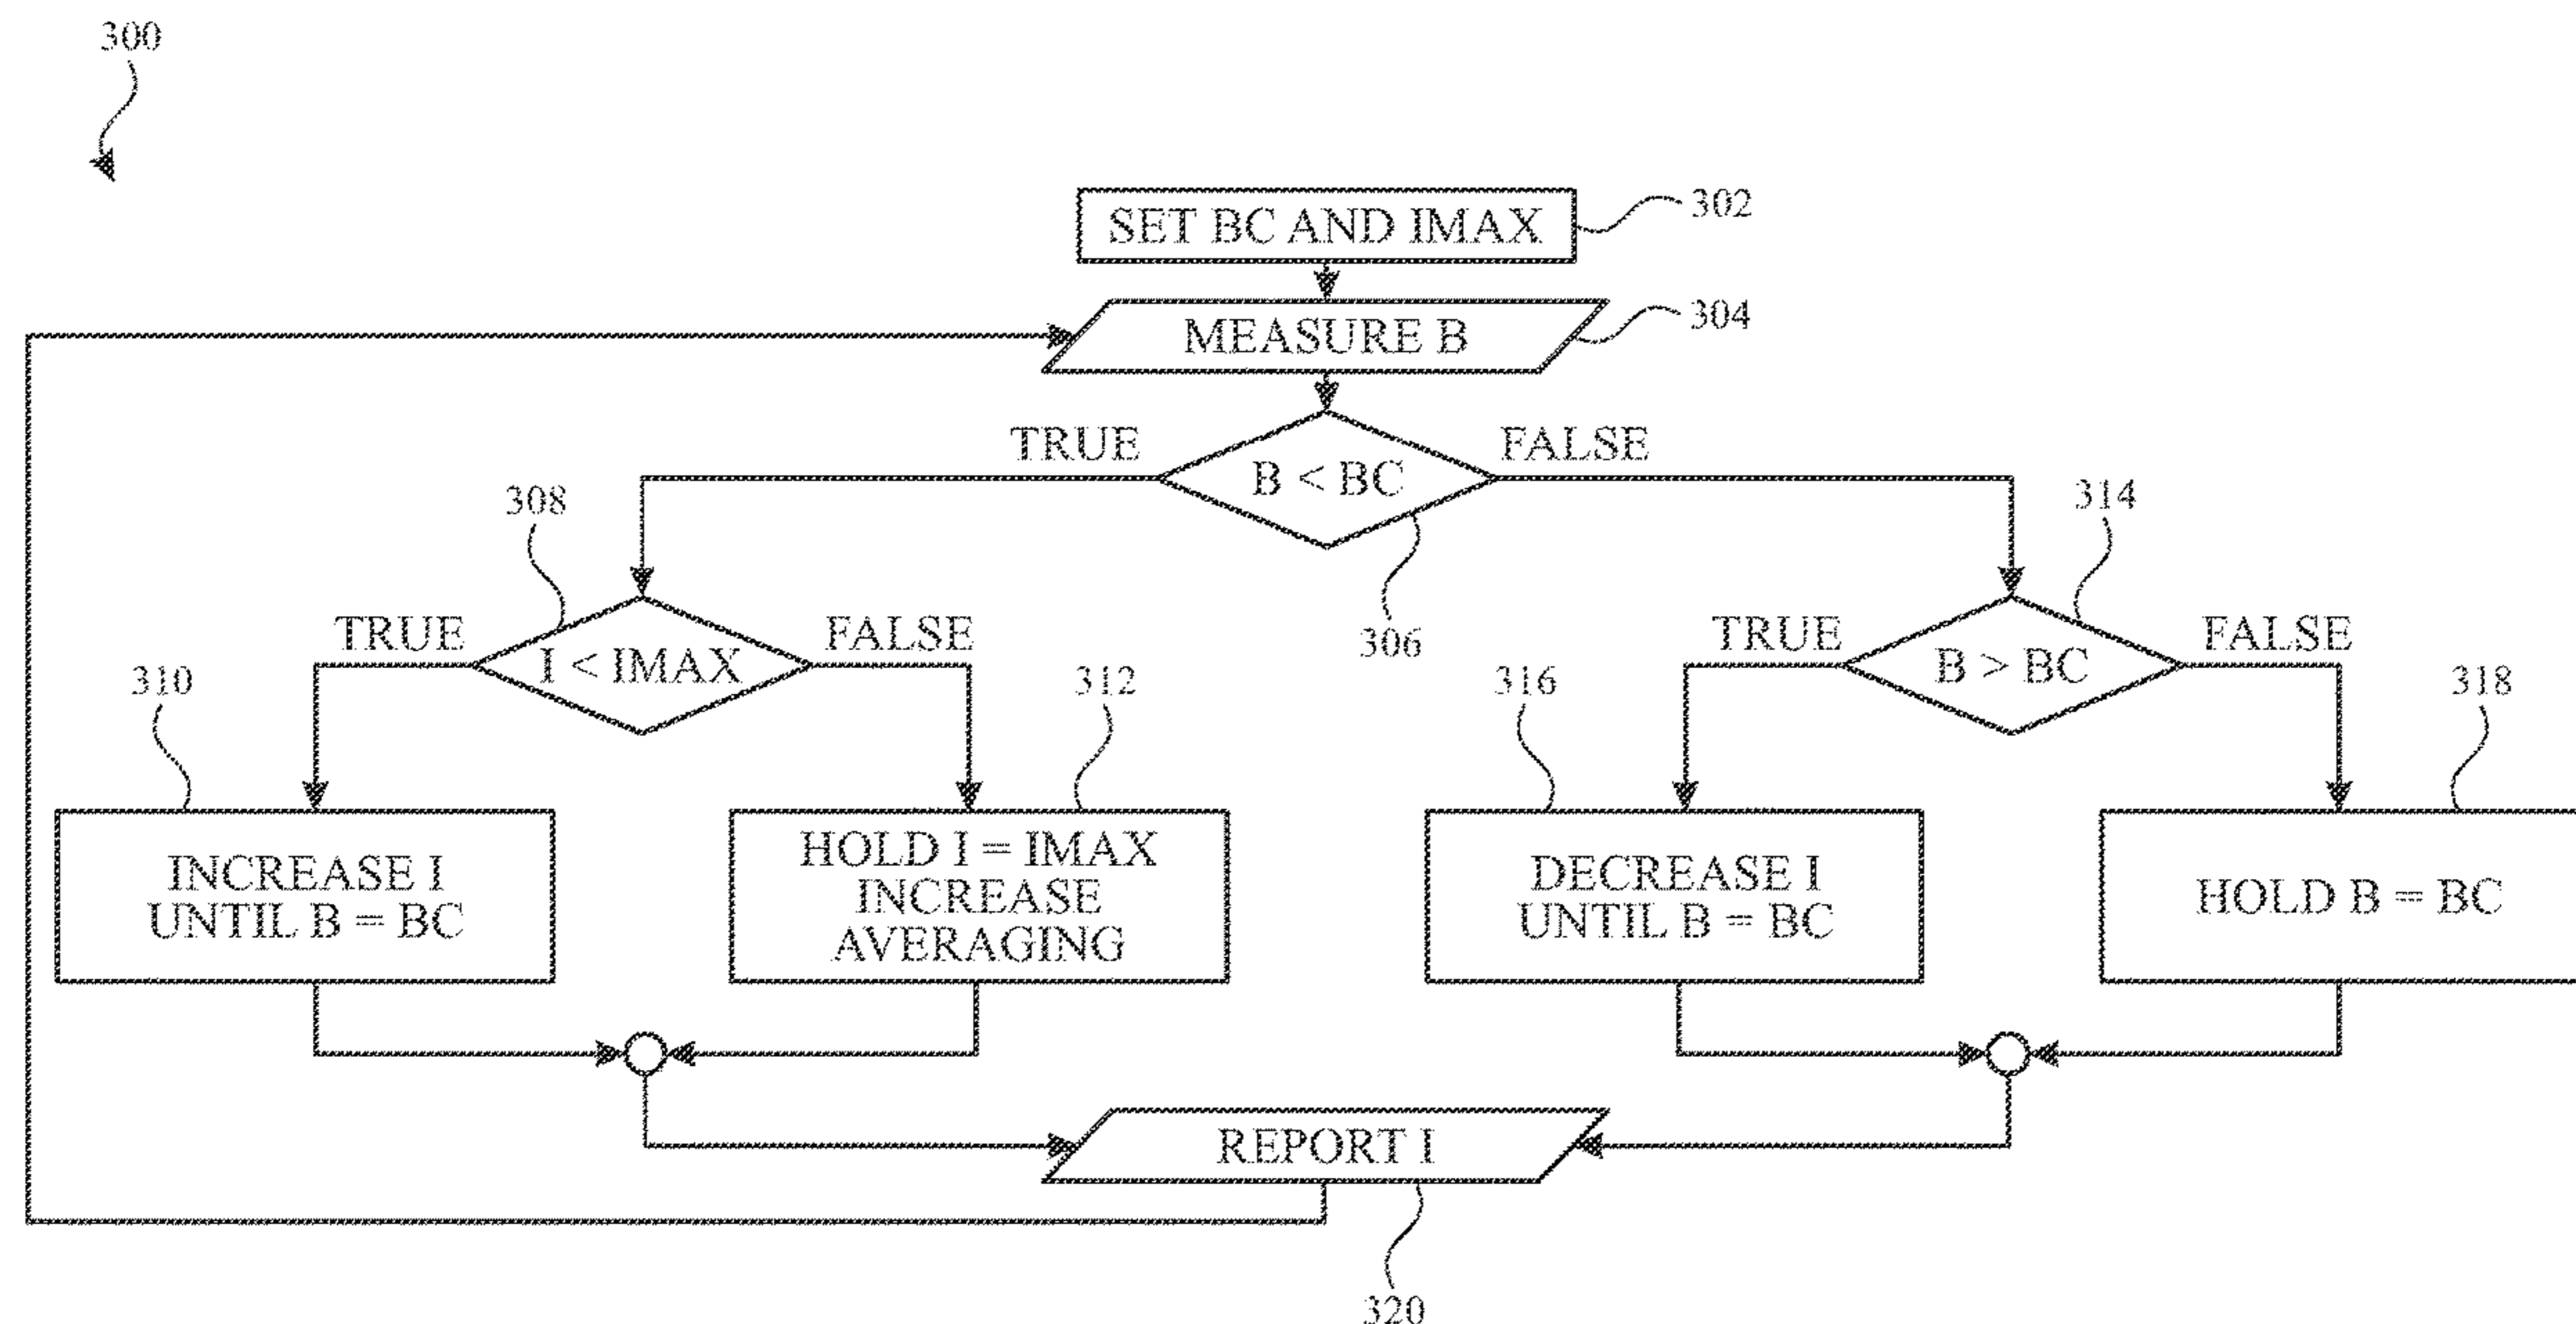 300
SET BC AND IMAX
302
MEASURE B
304
TRUE
FALSE
B < BC
306
308
314
TRUE
FALSE
I < IMAX
TRUE
FALSE
B > BC
310
312
316
318
INCREASE I
UNTIL B = BC
HOLD I = IMAX
INCREASE
AVERAGING
DECREASE I
UNTIL B = BC
HOLD B = BC
REPORT I
320